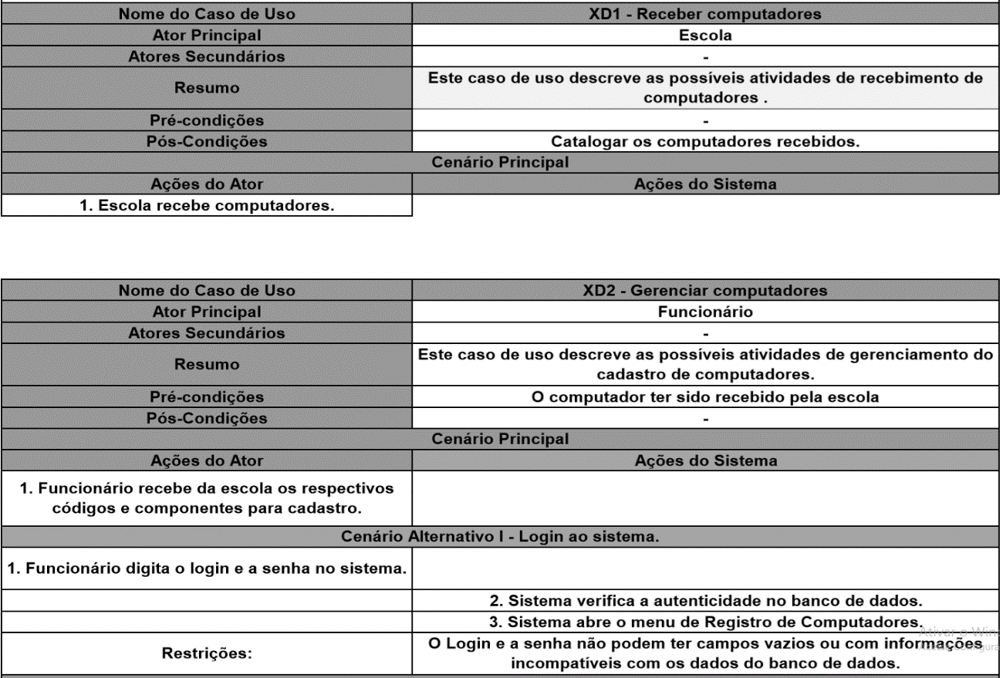 Nome do Caso de Uso XD1 - Receber computadores
Ator Principal Escola
Atores Secundários -
Resumo Este caso de uso descreve as possíveis atividades de recebimento de
computadores .
Pré-condições -
Pós-Condições Catalogar os computadores recebidos.
Cenário Principal
Ações do Ator Ações do Sistema
1. Escola recebe computadores.
Nome do Caso de Uso XD2 - Gerenciar computadores
Ator Principal Funcionário
Atores Secundários -
Resumo Este caso de uso descreve as possíveis atividades de gerenciamento do
cadastro de computadores.
Pré-condições O computador ter sido recebido pela escola
Pós-Condições -
Cenário Principal
Ações do Ator Ações do Sistema
1. Funcionário recebe da escola os respectivos
códigos e componentes para cadastro.
Cenário Alternativo I - Login ao sistema.
1. Funcionário digita o login e a senha no sistema.
2. Sistema verifica a autenticidade no banco de dados.
3. Sistema abre o menu de Registro de Computadores.
Ativar o Win
Restrições: O Login e a senha não podem ter campos vazios ou com informações
incompatíveis com os dados do banco de dados.